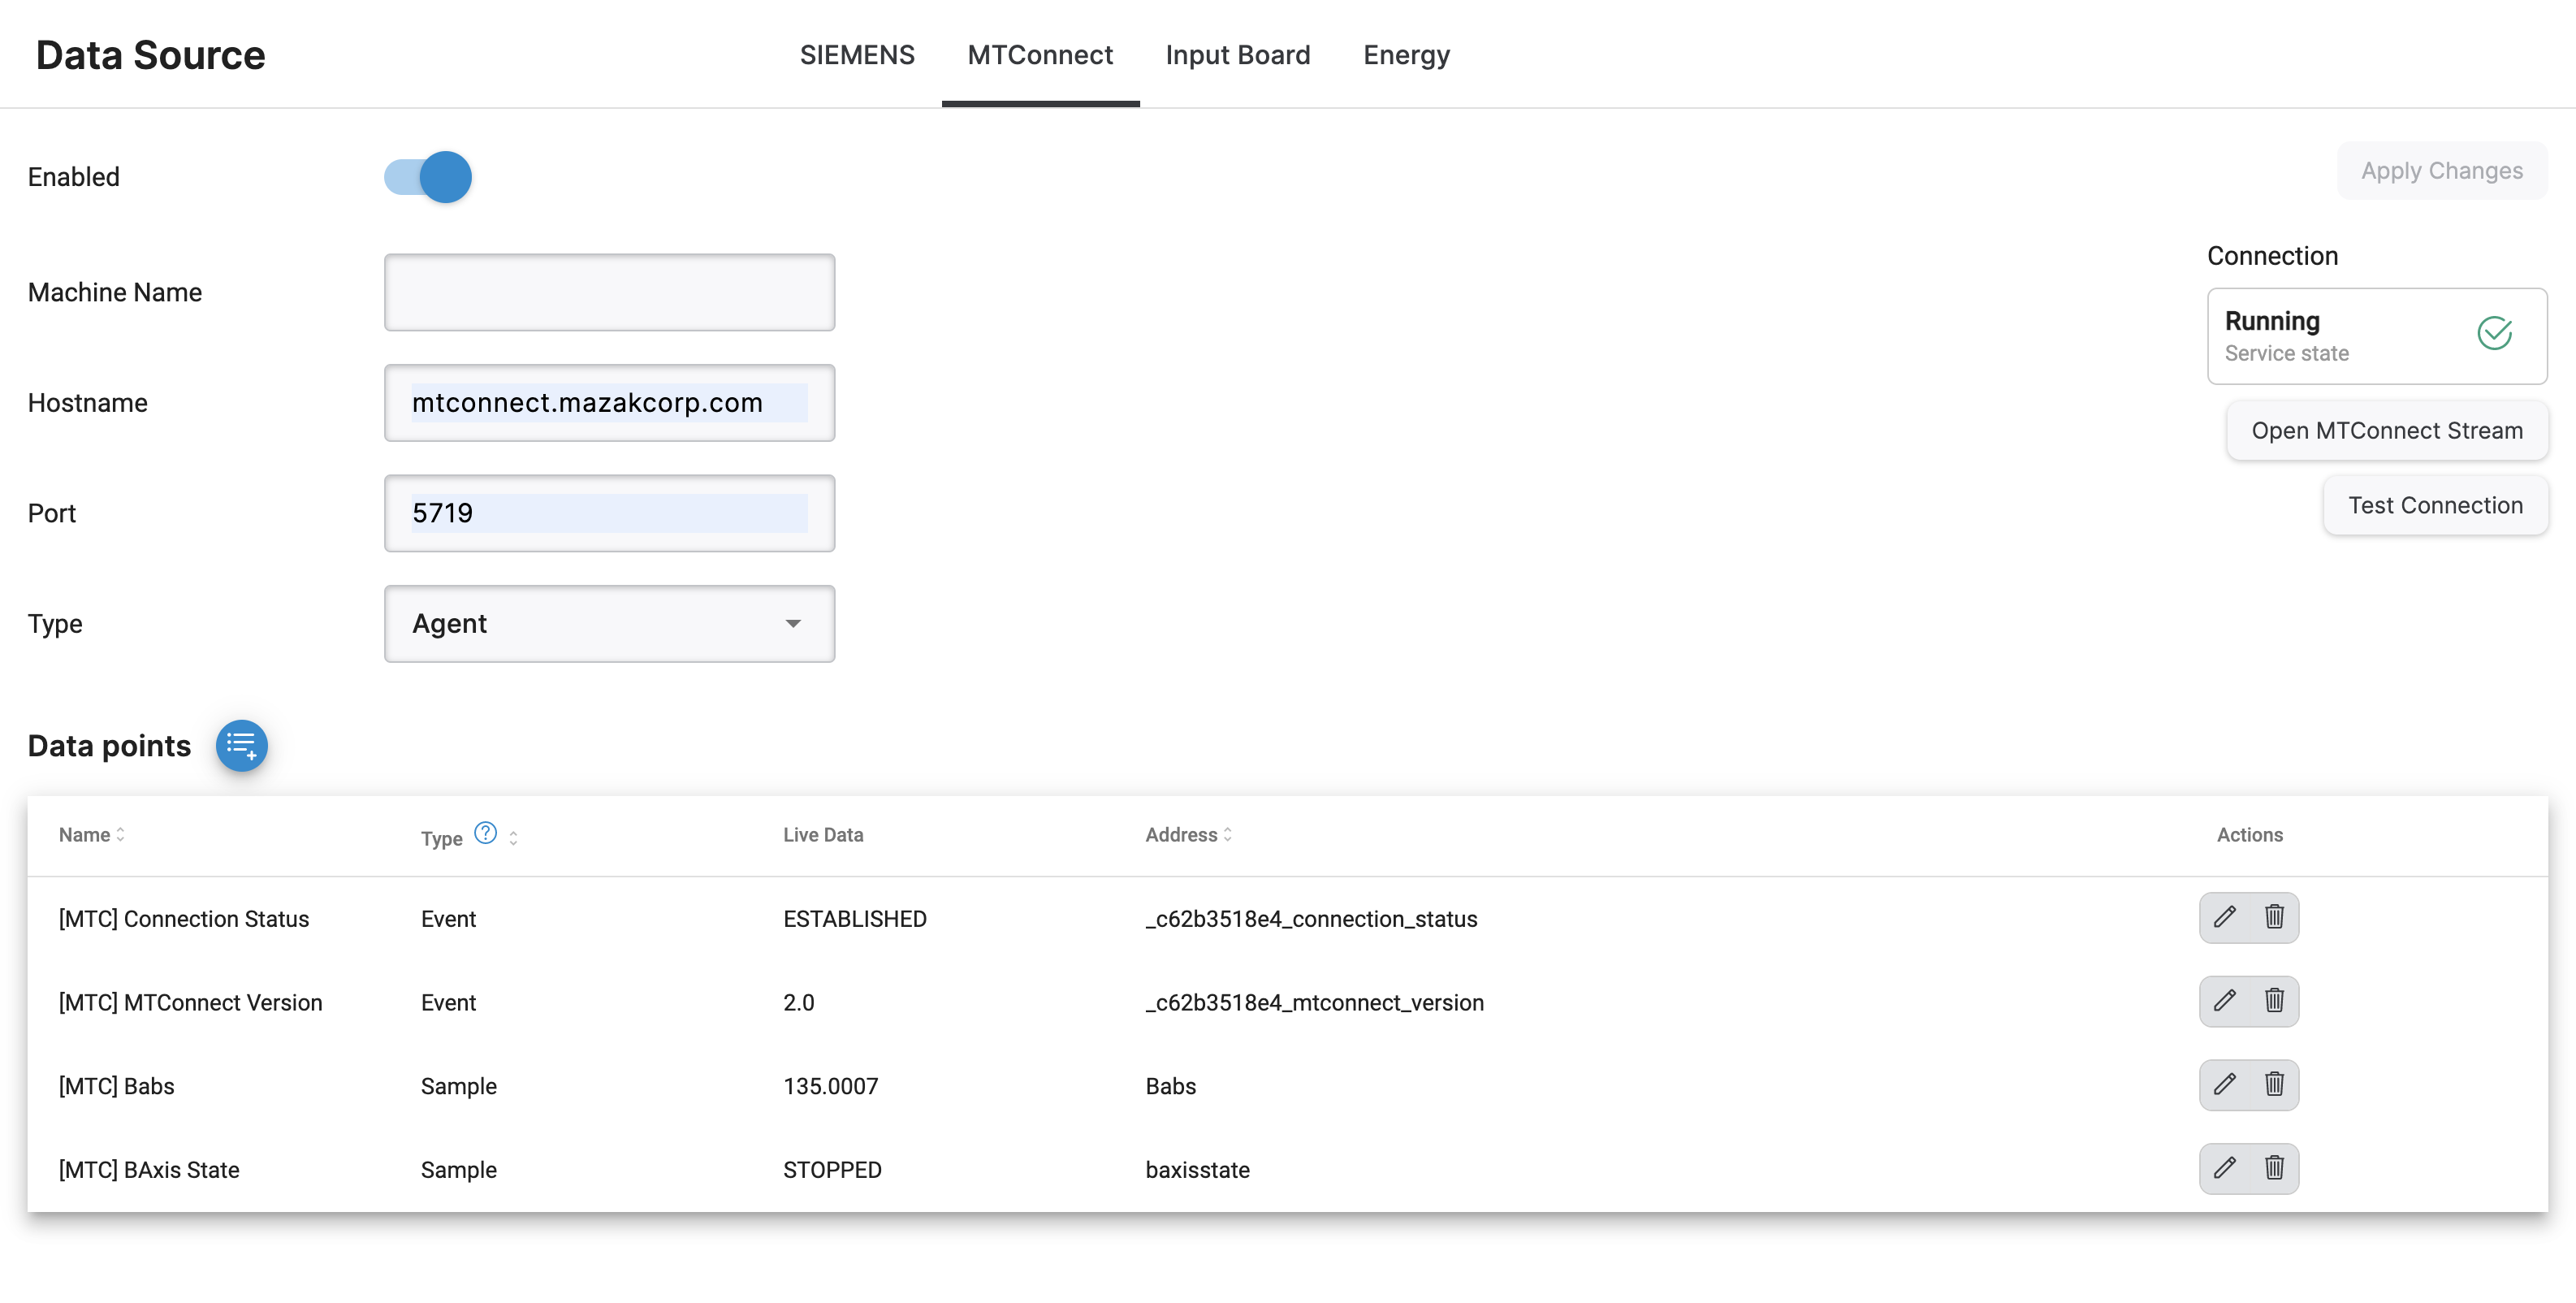 Data Source
SIEMENS MTConnect Input Board Energy
Enabled
Apply Changes
Machine Name
Connection
Running
Service state
Hostname mtconnect.mazakcorp.com
Open MTConnect Stream
Port 5719
Test Connection
Type Agent
Data points
Name Type ? Live Data Address Actions
[MTC] Connection Status Event ESTABLISHED _c62b3518e4_connection_status
[MTC] MTConnect Version Event 2.0 _c62b3518e4_mtconnect_version
[MTC] Babs Sample 135.0007 Babs
[MTC] BAxis State Sample STOPPED baxisstate